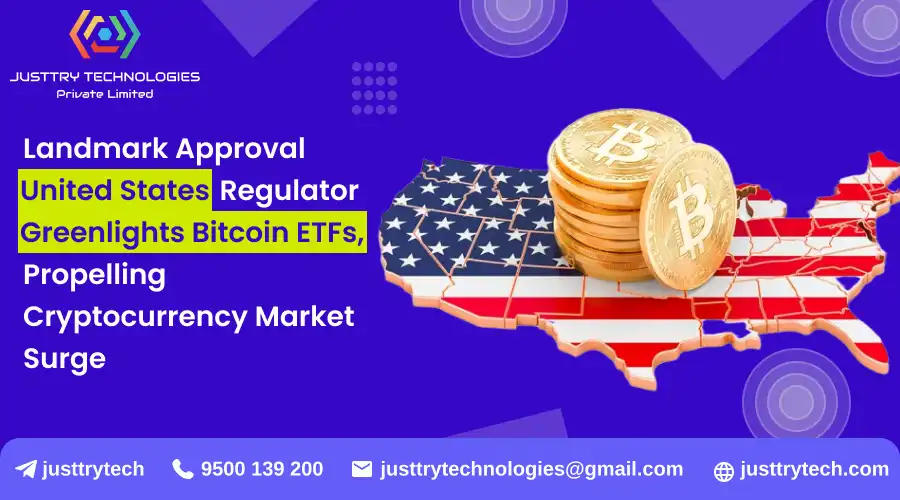 JUSTTRY TECHNOLOGIES
Private Limited
Landmark Approval
United States Regulator
Greenlights Bitcoin ETFs,
Propelling
Cryptocurrency Market
Surge
justtrytech
9500 139 200
justtrytechnologies@gmail.com
justtrytech.com